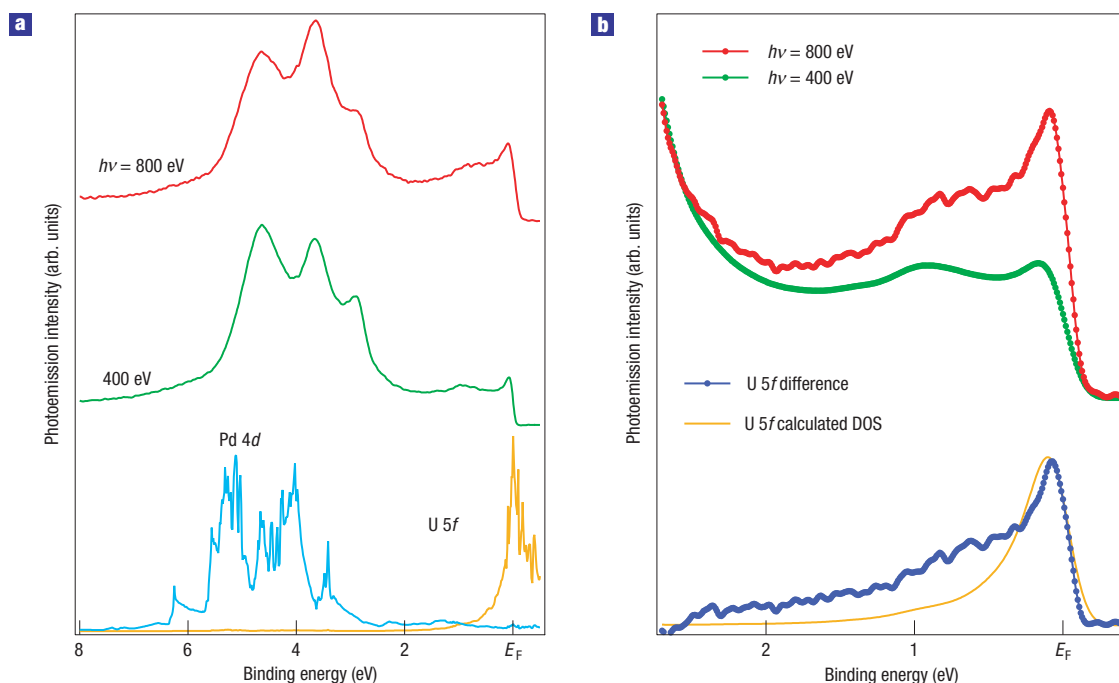 a
Photoemission intensity (arb. units)
hν = 800 eV
400 eV
Pd 4d
U 5f
8
6
4
2
E_F
Binding energy (eV)
b
Photoemission intensity (arb. units)
hν = 800 eV
hν = 400 eV
U 5f difference
U 5f calculated DOS
2
1
E_F
Binding energy (eV)